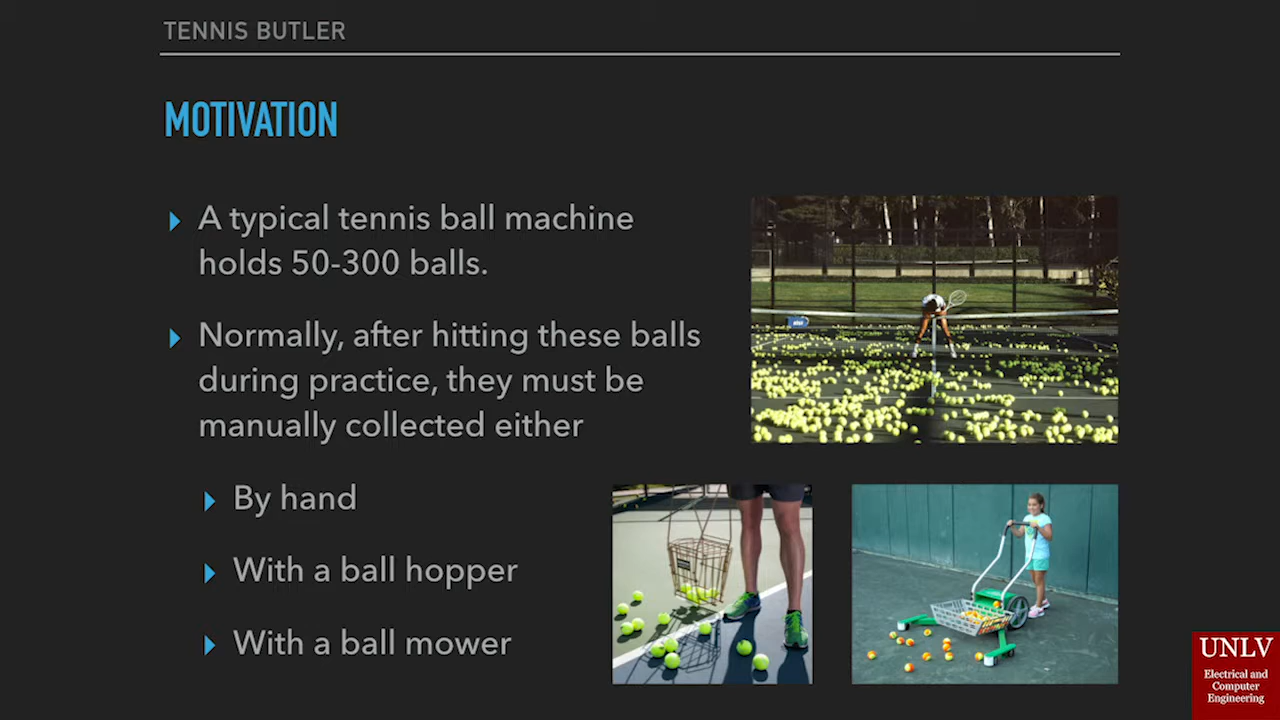 TENNIS BUTLER
MOTIVATION
A typical tennis ball machine
holds 50-300 balls.
Normally, after hitting these balls
during practice, they must be
manually collected either
By hand
With a ball hopper
With a ball mower
UNLV
Electrical and
Computer
Engineering